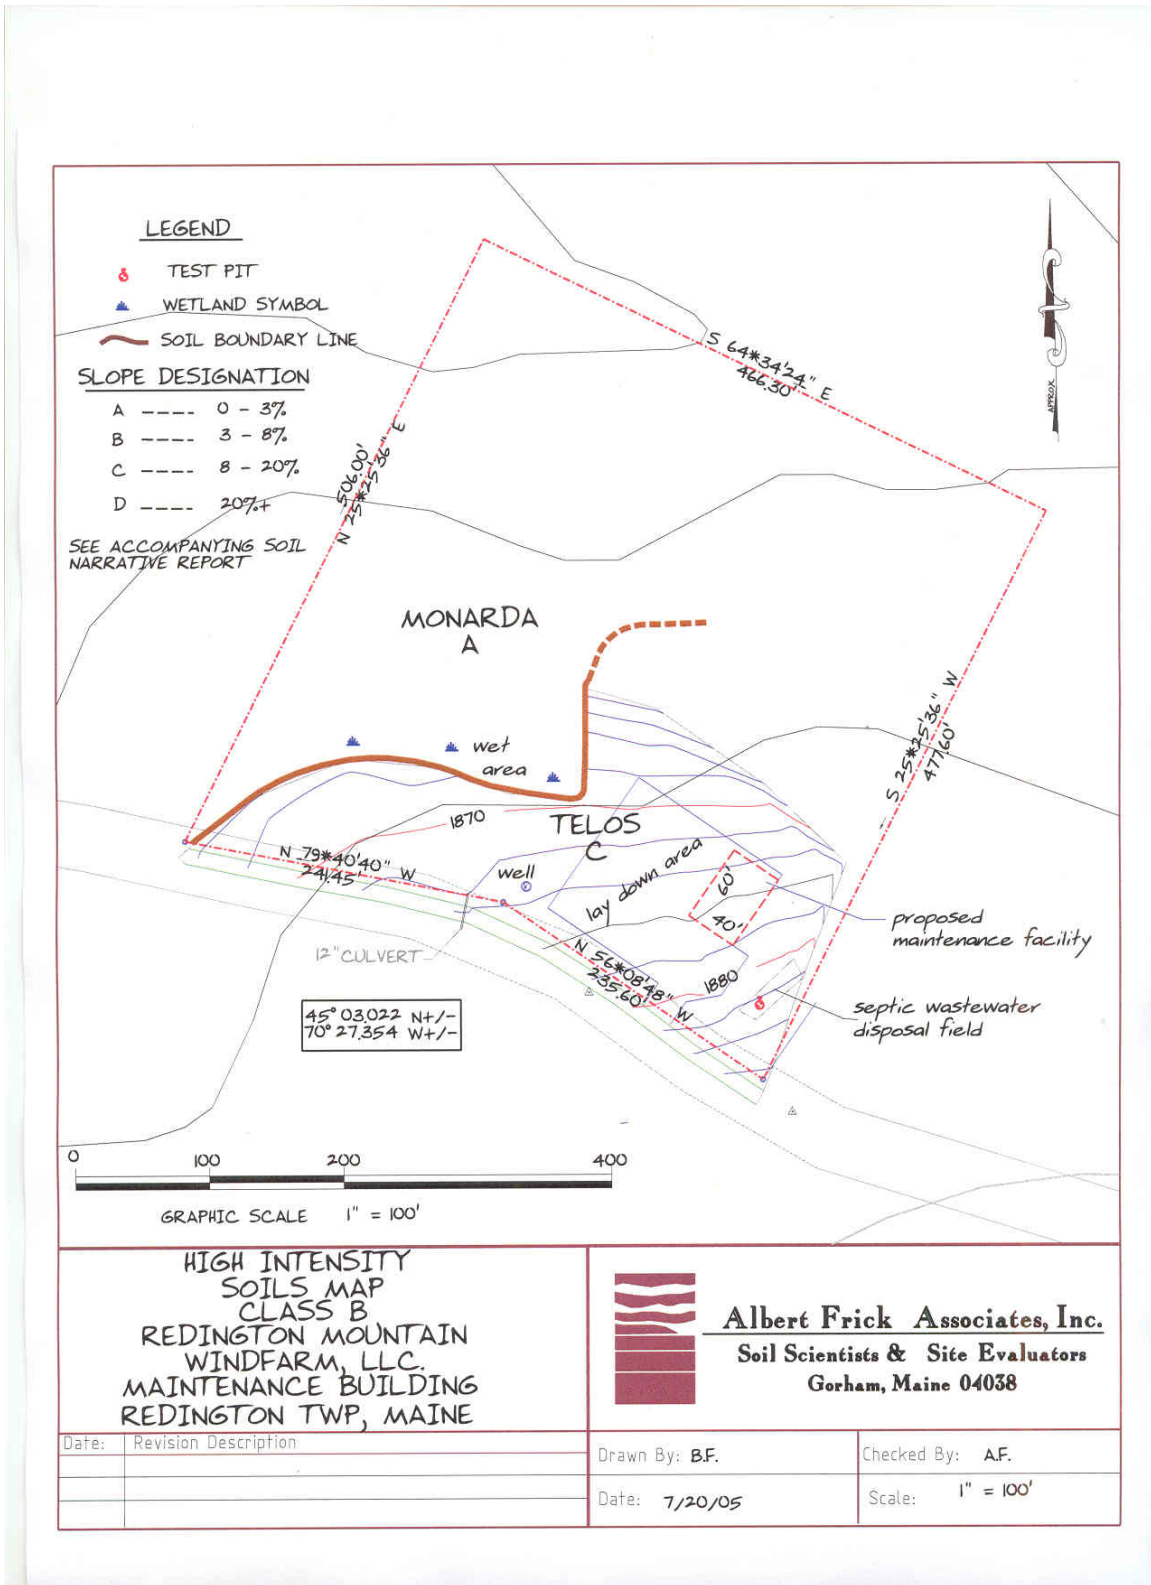 LEGEND
TEST PIT
WETLAND SYMBOL
SOIL BOUNDARY LINE
SLOPE DESIGNATION
A ---- 0 - 3%
B ---- 3 - 8%
C ---- 8 - 20%
D ---- 20%+
SEE ACCOMPANYING SOIL
NARRATIVE REPORT
APPROX
S 64*34'24" E
466.30'
506.00'
N 25*25'36" E
S 25*25'36" W
477.60'
MONARDA
A
wet
area
1870
TELOS
C
N 79*40'40" W
241.45'
well
lay down area
60'
40'
proposed
maintenance facility
12" CULVERT
N 56*08'48" W
235.60'
1880
septic wastewater
disposal field
45° 03.022 N+/-
70° 27.354 W+/-
0 100 200 400
GRAPHIC SCALE 1" = 100'
HIGH INTENSITY
SOILS MAP
CLASS B
REDINGTON MOUNTAIN
WINDFARM, LLC.
MAINTENANCE BUILDING
REDINGTON TWP, MAINE
Albert Frick Associates, Inc.
Soil Scientists & Site Evaluators
Gorham, Maine 04038
Date: Revision Description
Drawn By: B.F.
Checked By: A.F.
Date: 7/20/05
Scale: 1" = 100'